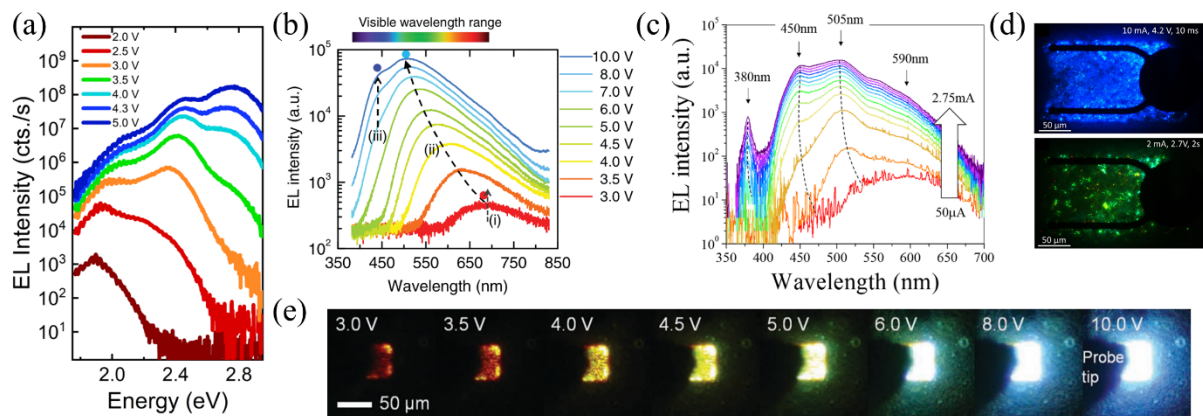 (a)
EL Intensity (cts./s)
10⁹
10⁸
10⁷
10⁶
10⁵
10⁴
10³
10²
10¹
2.0 V
2.5 V
3.0 V
3.5 V
4.0 V
4.3 V
5.0 V
2.0 2.4 2.8
Energy (eV)
(b)
Visible wavelength range
EL intensity (a.u.)
10⁵
10⁴
10³
10²
(iii)
(ii)
(i)
10.0 V
8.0 V
7.0 V
6.0 V
5.0 V
4.5 V
4.0 V
3.5 V
3.0 V
350 450 550 650 750 850
Wavelength (nm)
(c)
EL intensity (a.u.)
10⁵
10⁴
10³
10²
10¹
10⁰
380nm
450nm
505nm
590nm
2.75mA
50μA
350 400 450 500 550 600 650 700
Wavelength (nm)
(d)
10 mA, 4.2 V, 10 ms
50 μm
2 mA, 2.7V, 2s
50 μm
(e)
3.0 V 3.5 V 4.0 V 4.5 V 5.0 V 6.0 V 8.0 V 10.0 V
Probe
tip
50 μm